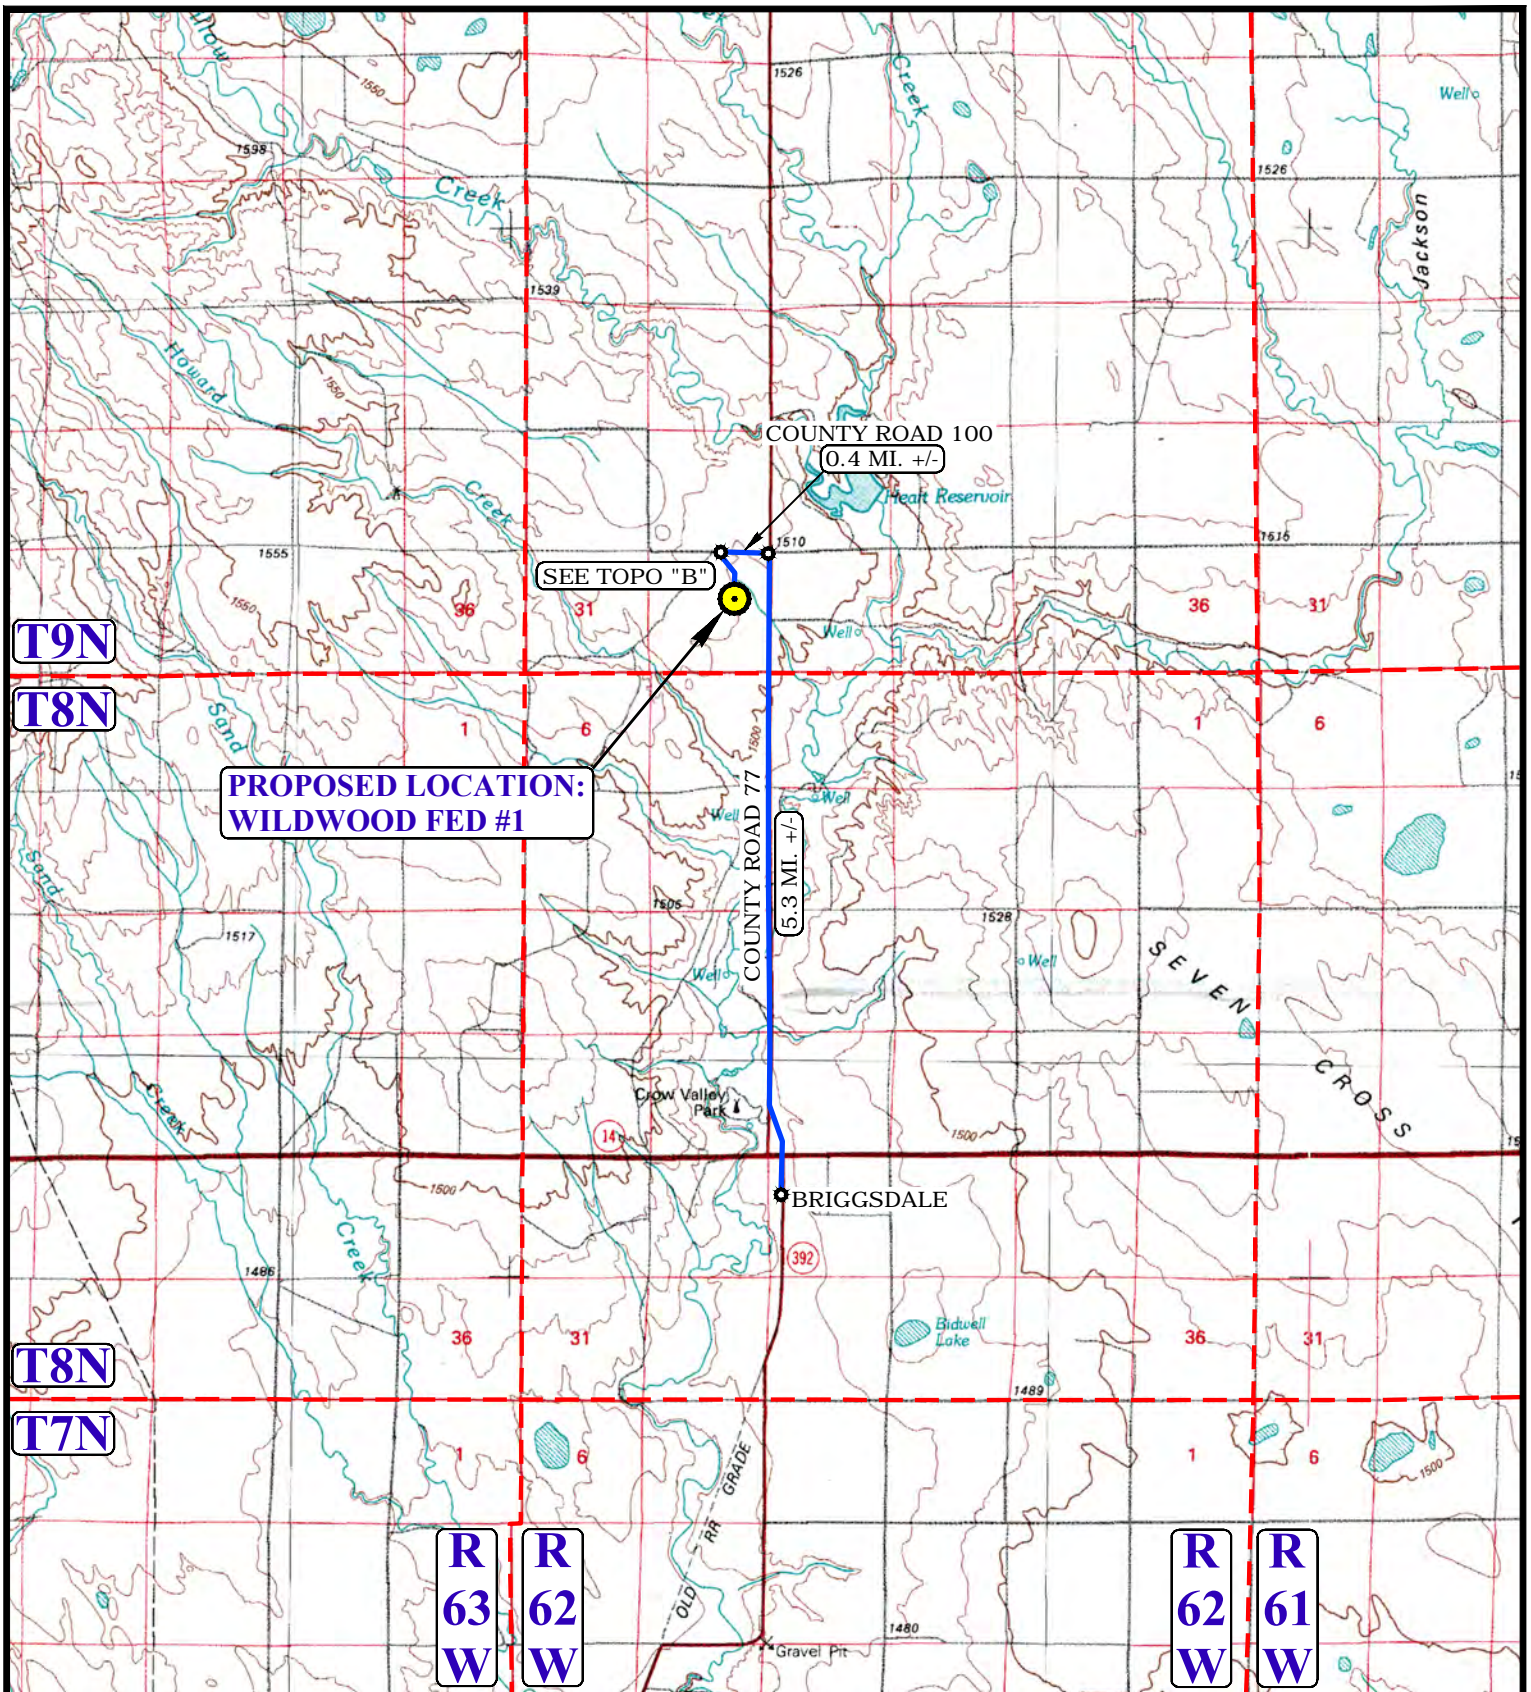 Creek
1526
Creek
Well
1550
1598
1526
Creek
Jackson
1539
Howard
1550
COUNTY ROAD 100
0.4 MI. +/-
Creek
Heart Reservoir
1510
1555
1515
SEE TOPO "B"
1550
36
31
36
31
T9N
Well
T8N
Sand
1
6
1
6
1500
PROPOSED LOCATION:
WILDWOOD FED #1
Well
Well
COUNTY ROAD 77
5.3 MI. +/-
Sand
1505
1528
1517
SEVEN
Well
Well
CROSS
Creek
Crow Valley
Park
14
1500
1500
BRIGGSDALE
Creek
392
1486
Bidwell
Lake
36
31
36
31
T8N
1489
T7N
1
6
1
6
1500
OLD RR GRADE
R
63
W
R
62
W
R
62
W
R
61
W
1480
Gravel Pit